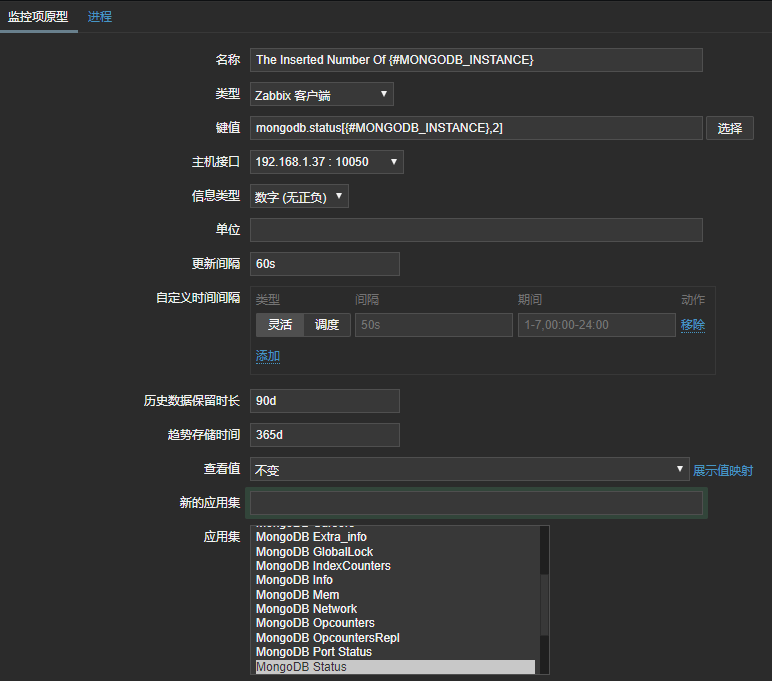 监控项原型 进程
名称 The Inserted Number Of {#MONGODB_INSTANCE}
类型 Zabbix 客户端
键值 mongodb.status[{#MONGODB_INSTANCE},2] 选择
主机接口 192.168.1.37 : 10050
信息类型 数字 (无正负)
单位
更新间隔 60s
自定义时间间隔 类型 间隔 期间 动作
灵活 调度 50s 1-7,00:00-24:00 移除
添加
历史数据保留时长 90d
趋势存储时间 365d
查看值 不变 展示值映射
新的应用集
应用集
MongoDB Cursors
MongoDB Extra_info
MongoDB GlobalLock
MongoDB IndexCounters
MongoDB Info
MongoDB Mem
MongoDB Network
MongoDB Opcounters
MongoDB OpcountersRepl
MongoDB Port Status
MongoDB Status